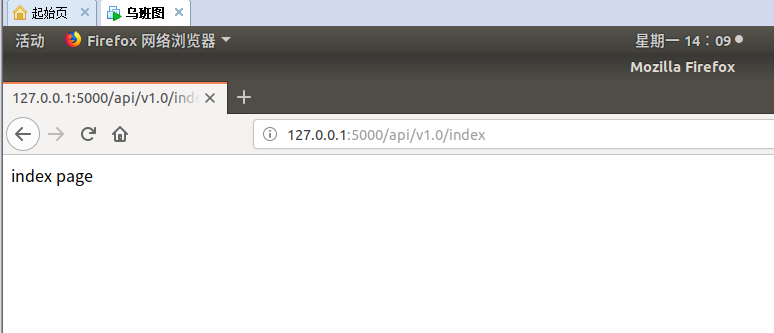 起始页 乌班图
活动 Firefox 网络浏览器 星期一 14：09
Mozilla Firefox
127.0.0.1:5000/api/v1.0/ind
127.0.0.1:5000/api/v1.0/index
index page